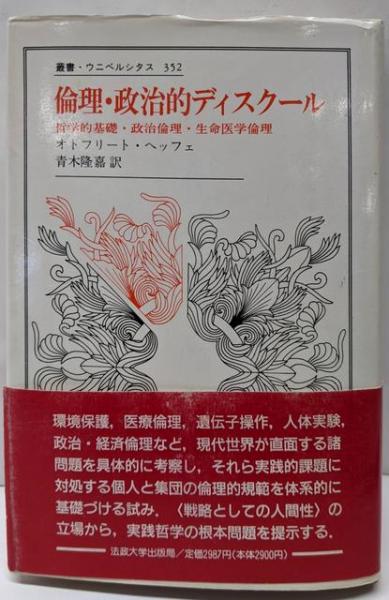 叢書・ウニベルシタス 352
倫理・政治的ディスクール
哲学的基礎・政治倫理・生命医学倫理
オトフリート・ヘッフェ
青木隆嘉 訳
環境保護，医療倫理，遺伝子操作，人体実験，
政治・経済倫理など，現代世界が直面する諸
問題を具体的に考察し，それら実践的課題に
対処する個人と集団の倫理的規範を体系的に
基礎づける試み．〈戦略としての人間性〉の
立場から，実践哲学の根本問題を提示する．
法政大学出版局／定価2987円（本体2900円）